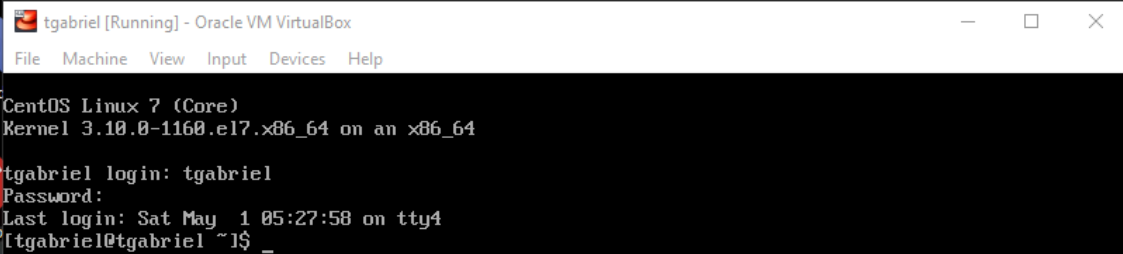 tgabriel [Running] - Oracle VM VirtualBox
File Machine View Input Devices Help
CentOS Linux 7 (Core)
Kernel 3.10.0-1160.el7.x86_64 on an x86_64
tgabriel login: tgabriel
Password:
Last login: Sat May  1 05:27:58 on tty4
[tgabriel@tgabriel ~]$ _